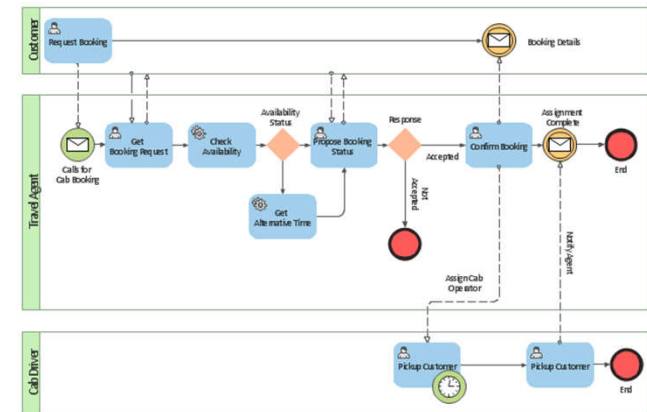 Customer
Request Booking
Booking Details
Travel Agent
Calls for
Cab Booking
Get
Booking Request
Check
Availability
Availability
Status
Get
Alternative Time
Propose Booking
Status
Response
Accepted
Not
Accepted
Confirm Booking
Assignment
Complete
End
Assign Cab
Operator
Notify Agent
Cab Driver
Pickup Customer
Pickup Customer
End